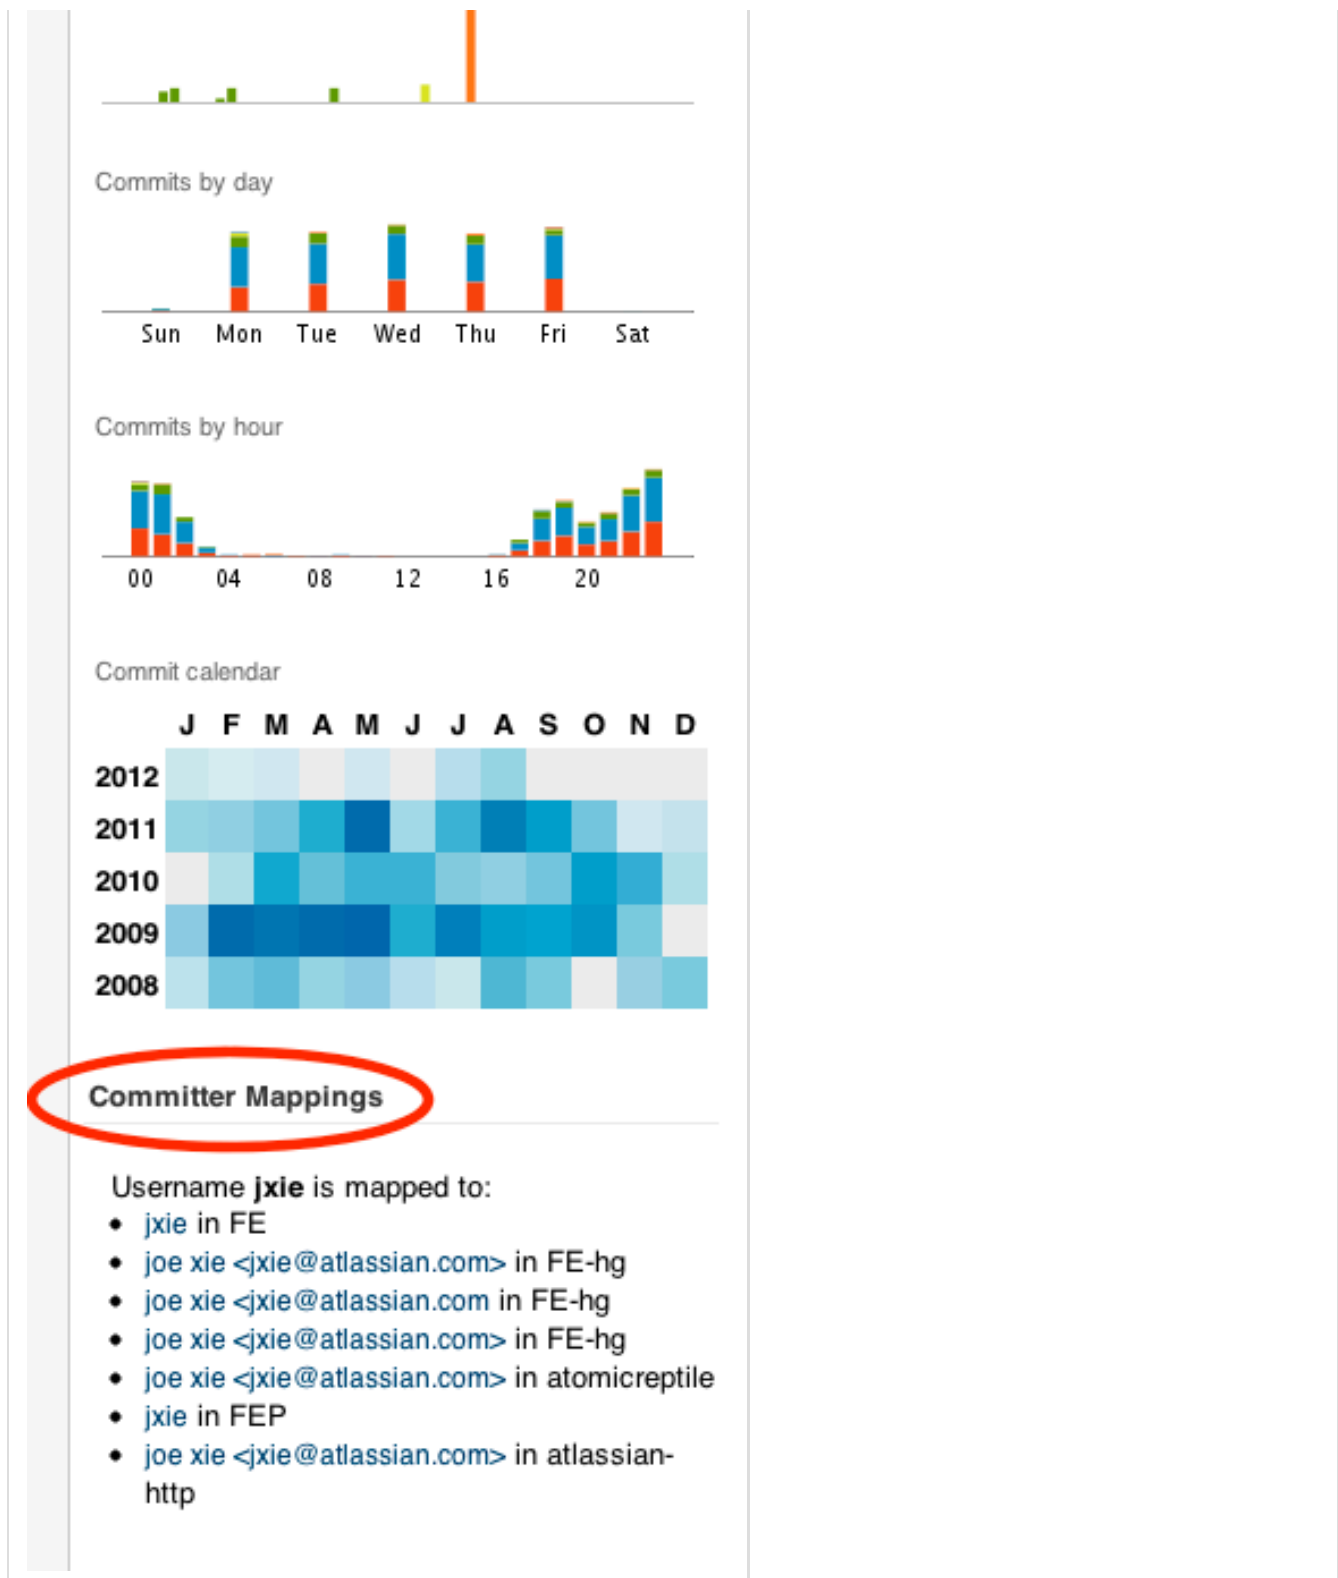 Commits by day
Sun Mon Tue Wed Thu Fri Sat
Commits by hour
00 04 08 12 16 20
Commit calendar
J F M A M J J A S O N D
2012
2011
2010
2009
2008
Committer Mappings
Username jxie is mapped to:
• jxie in FE
• joe xie <jxie@atlassian.com> in FE-hg
• joe xie <jxie@atlassian.com in FE-hg
• joe xie <jxie@atlassian.com> in FE-hg
• joe xie <jxie@atlassian.com> in atomicreptile
• jxie in FEP
• joe xie <jxie@atlassian.com> in atlassian-
http